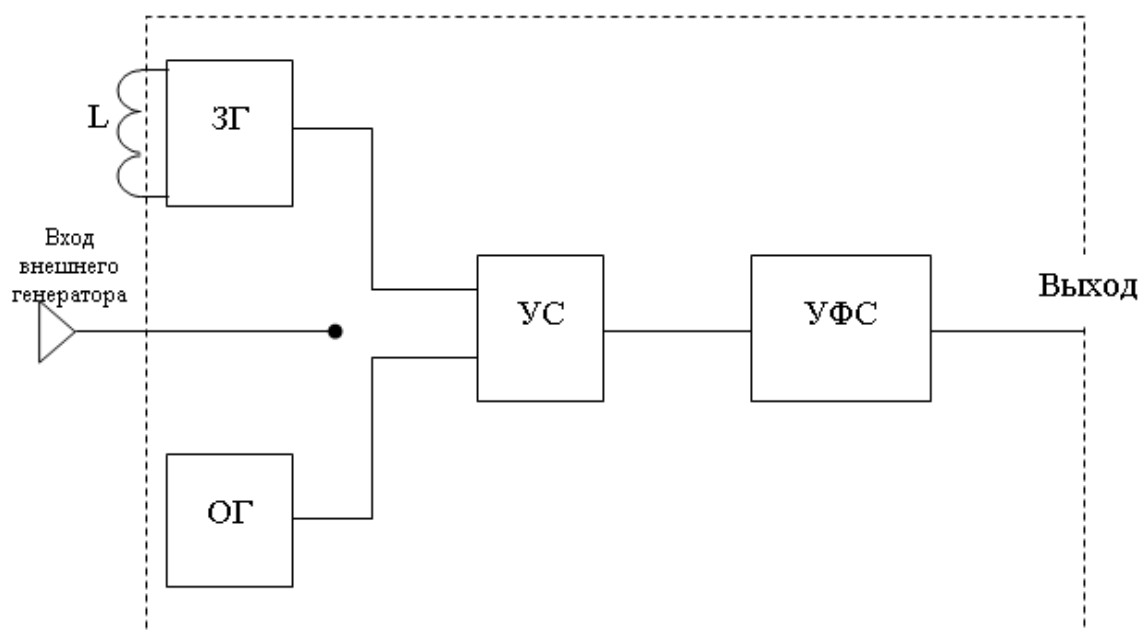 L
ЗГ
Вход
внешнего
генератора
УС
УФС
Выход
ОГ